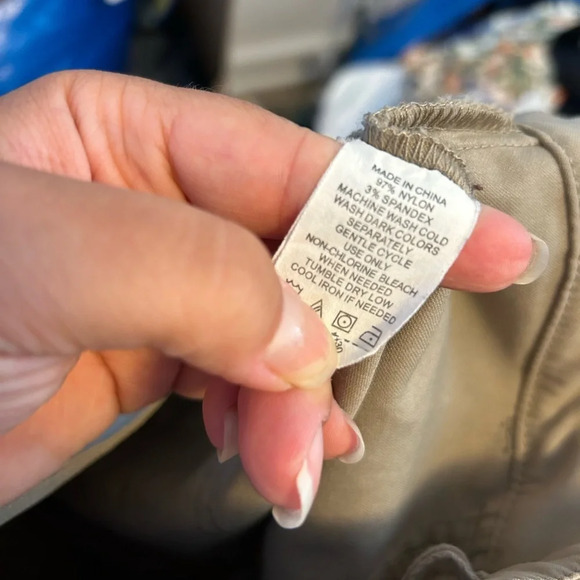 MADE IN CHINA
97% NYLON
3% SPANDEX
MACHINE WASH COLD
WASH DARK COLORS
SEPARATELY
GENTLE CYCLE
USE ONLY
NON-CHLORINE BLEACH
WHEN NEEDED
TUMBLE DRY LOW
COOL IRON IF NEEDED